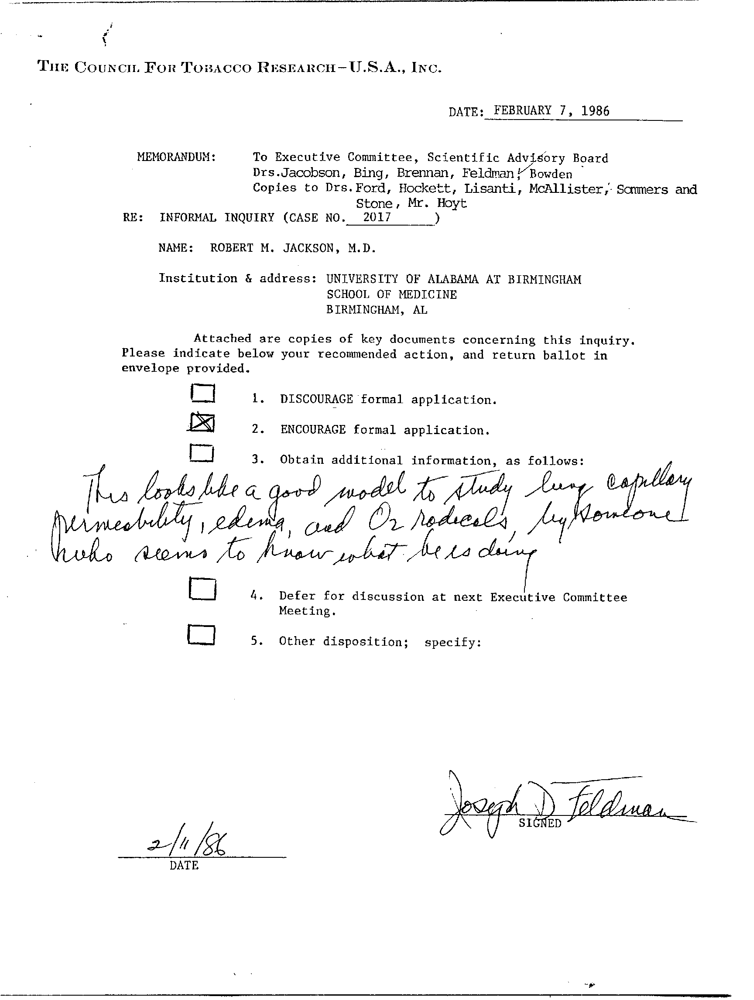 THE COUNCIL FOR TOBACCO RESEARCH-U.S.A., INC.
DATE: FEBRUARY 7, 1986
MEMORANDUM: To Executive Committee, Scientific Advisory Board
Drs.Jacobson, Bing, Brennan, Feldman, Bowden
Copies to Drs. Ford, Hockett, Lisanti, McAllister, Sommers and
Stone, Mr. Hoyt
RE: INFORMAL INQUIRY (CASE NO. 2017 )
NAME: ROBERT M. JACKSON, M.D.
Institution & address: UNIVERSITY OF ALABAMA AT BIRMINGHAM
SCHOOL OF MEDICINE
BIRMINGHAM, AL
Attached are copies of key documents concerning this inquiry.
Please indicate below your recommended action, and return ballot in
envelope provided.
1. DISCOURAGE formal application.
2. ENCOURAGE formal application.
3. Obtain additional information, as follows:
This looks like a good model to study lung capillary
permeability, edema, and O2 radicals, by someone
who seems to know what he is doing
4. Defer for discussion at next Executive Committee
Meeting.
5. Other disposition; specify:
Joseph D Feldman
SIGNED
2/11/86
DATE